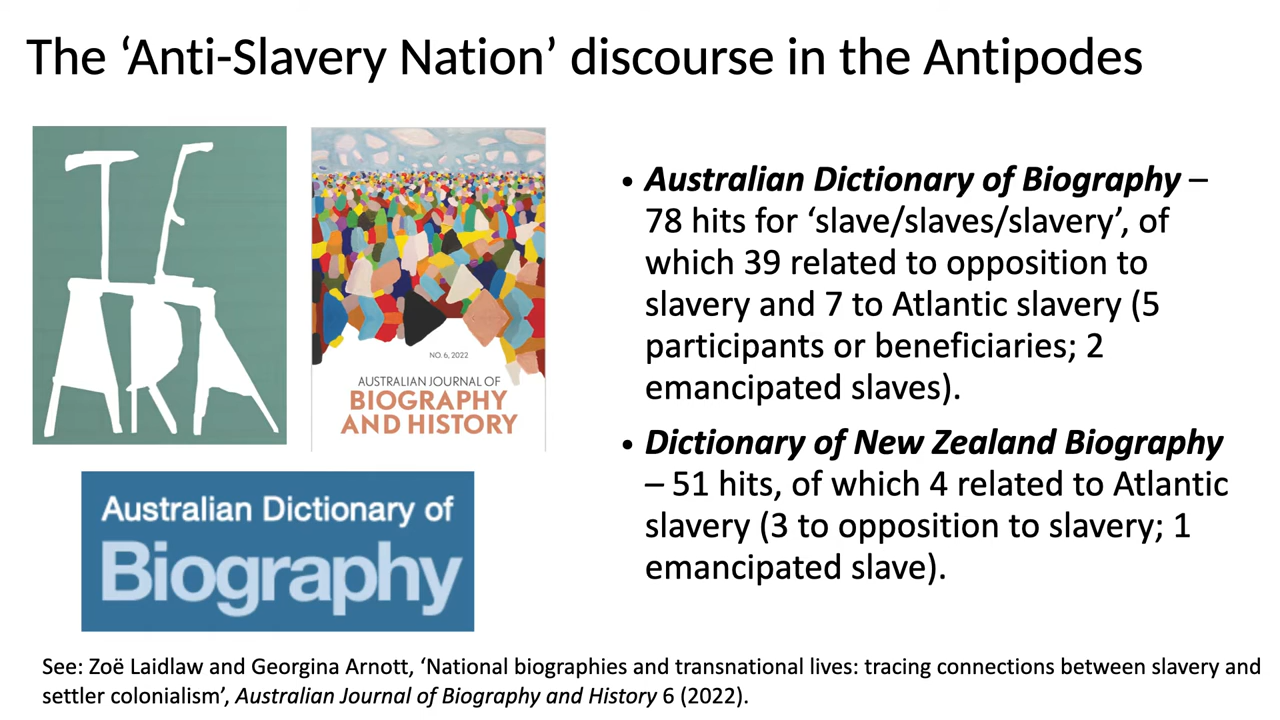 The ‘Anti-Slavery Nation’ discourse in the Antipodes
TE
ARA
NO. 6, 2022
AUSTRALIAN JOURNAL OF
BIOGRAPHY
AND HISTORY
Australian Dictionary of
Biography
• Australian Dictionary of Biography –
78 hits for ‘slave/slaves/slavery’, of
which 39 related to opposition to
slavery and 7 to Atlantic slavery (5
participants or beneficiaries; 2
emancipated slaves).
• Dictionary of New Zealand Biography
– 51 hits, of which 4 related to Atlantic
slavery (3 to opposition to slavery; 1
emancipated slave).
See: Zoë Laidlaw and Georgina Arnott, ‘National biographies and transnational lives: tracing connections between slavery and
settler colonialism’, Australian Journal of Biography and History 6 (2022).